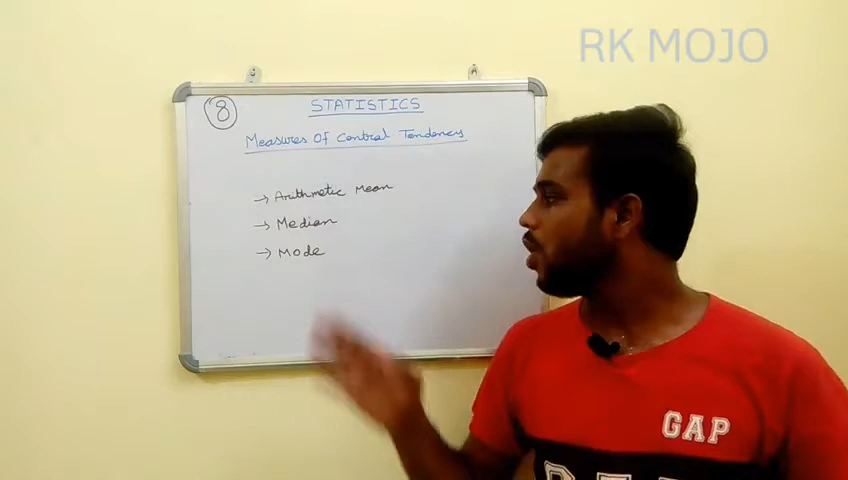 RK MOJO
8
STATISTICS
Measures Of Central Tendency
→ Arithmetic Mean
→ Median
→ Mode
GAP